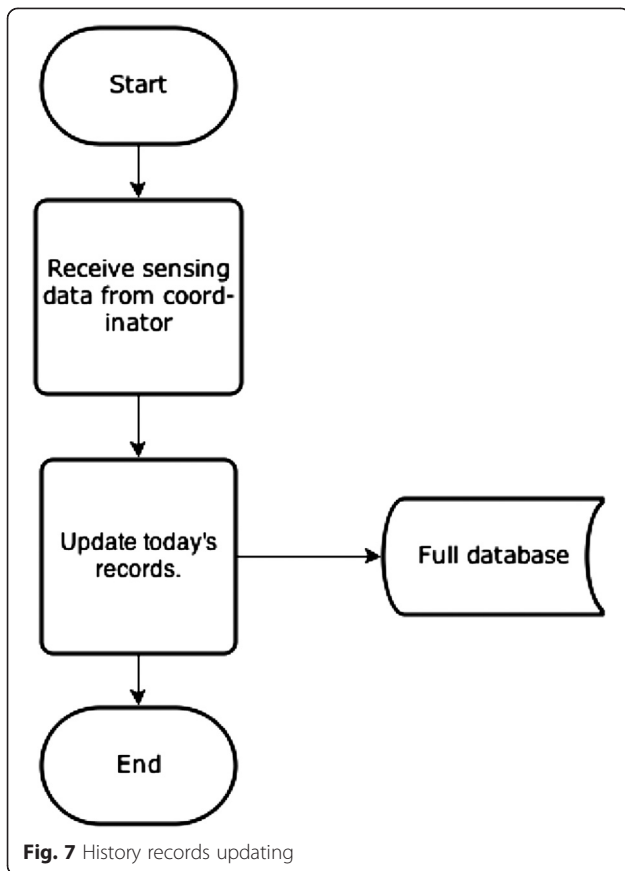 Start
Receive sensing
data from coord-
inator
Update today's
records.
Full database
End
Fig. 7 History records updating